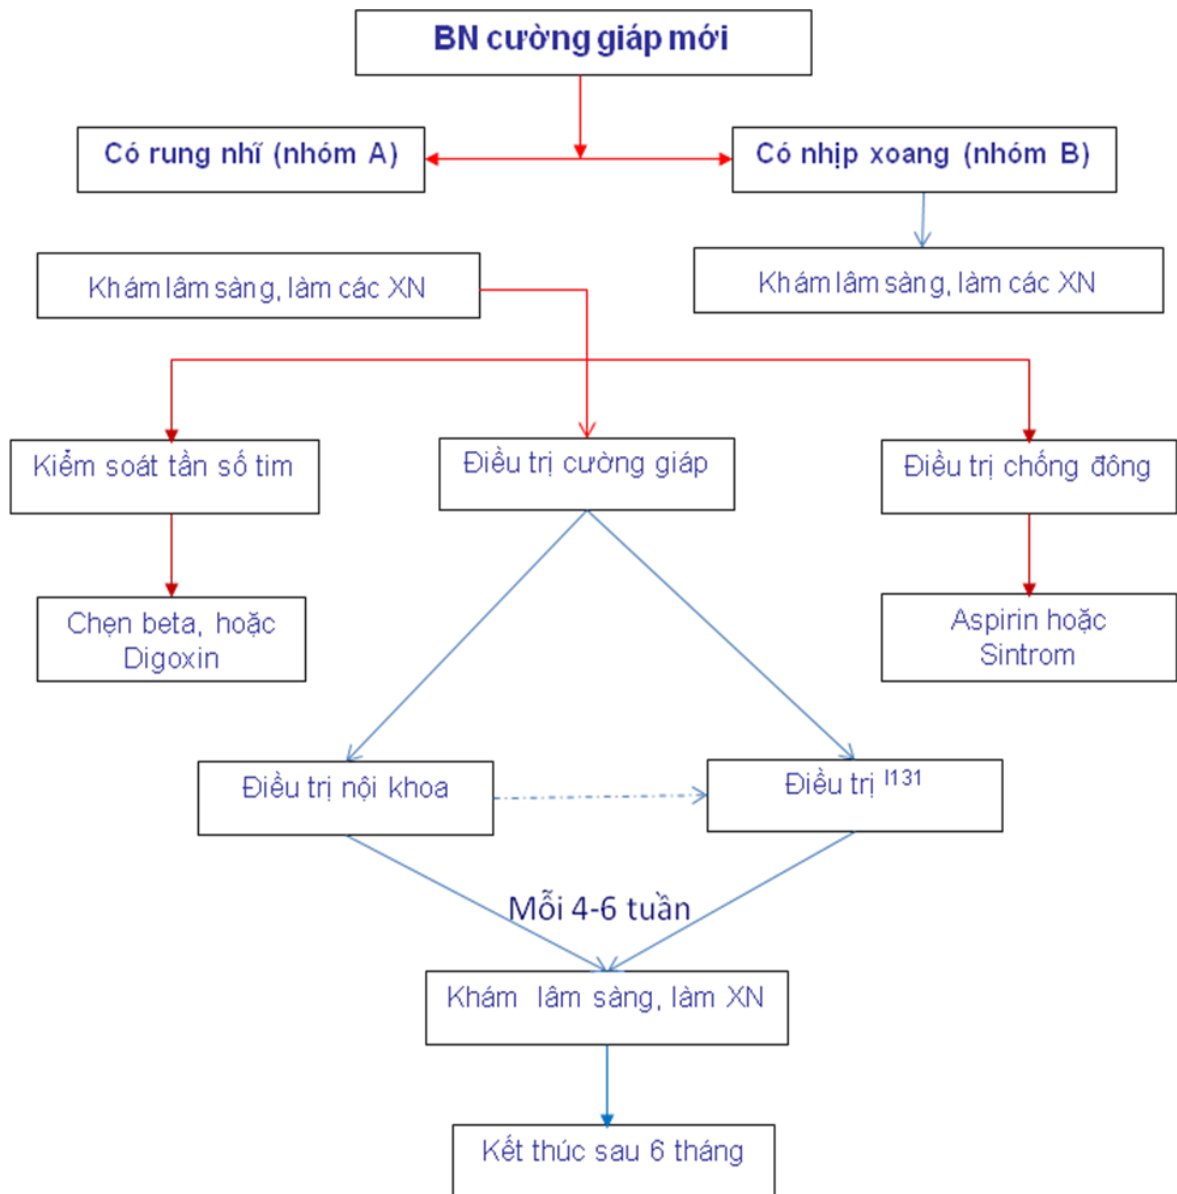 BN cường giáp mới
Có rung nhĩ (nhóm A)
Có nhịp xoang (nhóm B)
Khám lâm sàng, làm các XN
Khám lâm sàng, làm các XN
Kiểm soát tần số tim
Điều trị cường giáp
Điều trị chống đông
Chẹn beta, hoặc
Digoxin
Aspirin hoặc
Sintrom
Điều trị nội khoa
Điều trị I131
Mỗi 4-6 tuần
Khám lâm sàng, làm XN
Kết thúc sau 6 tháng